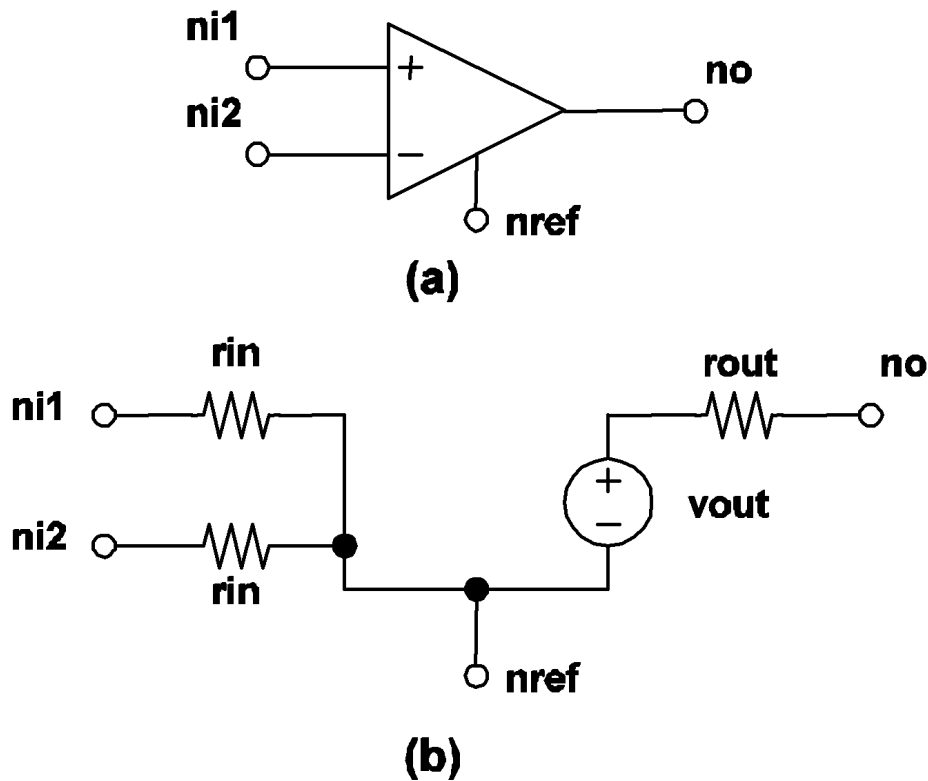 ni1
+
no
ni2
−
nref
(a)
rin
rout
no
ni1
+
vout
−
ni2
rin
nref
(b)